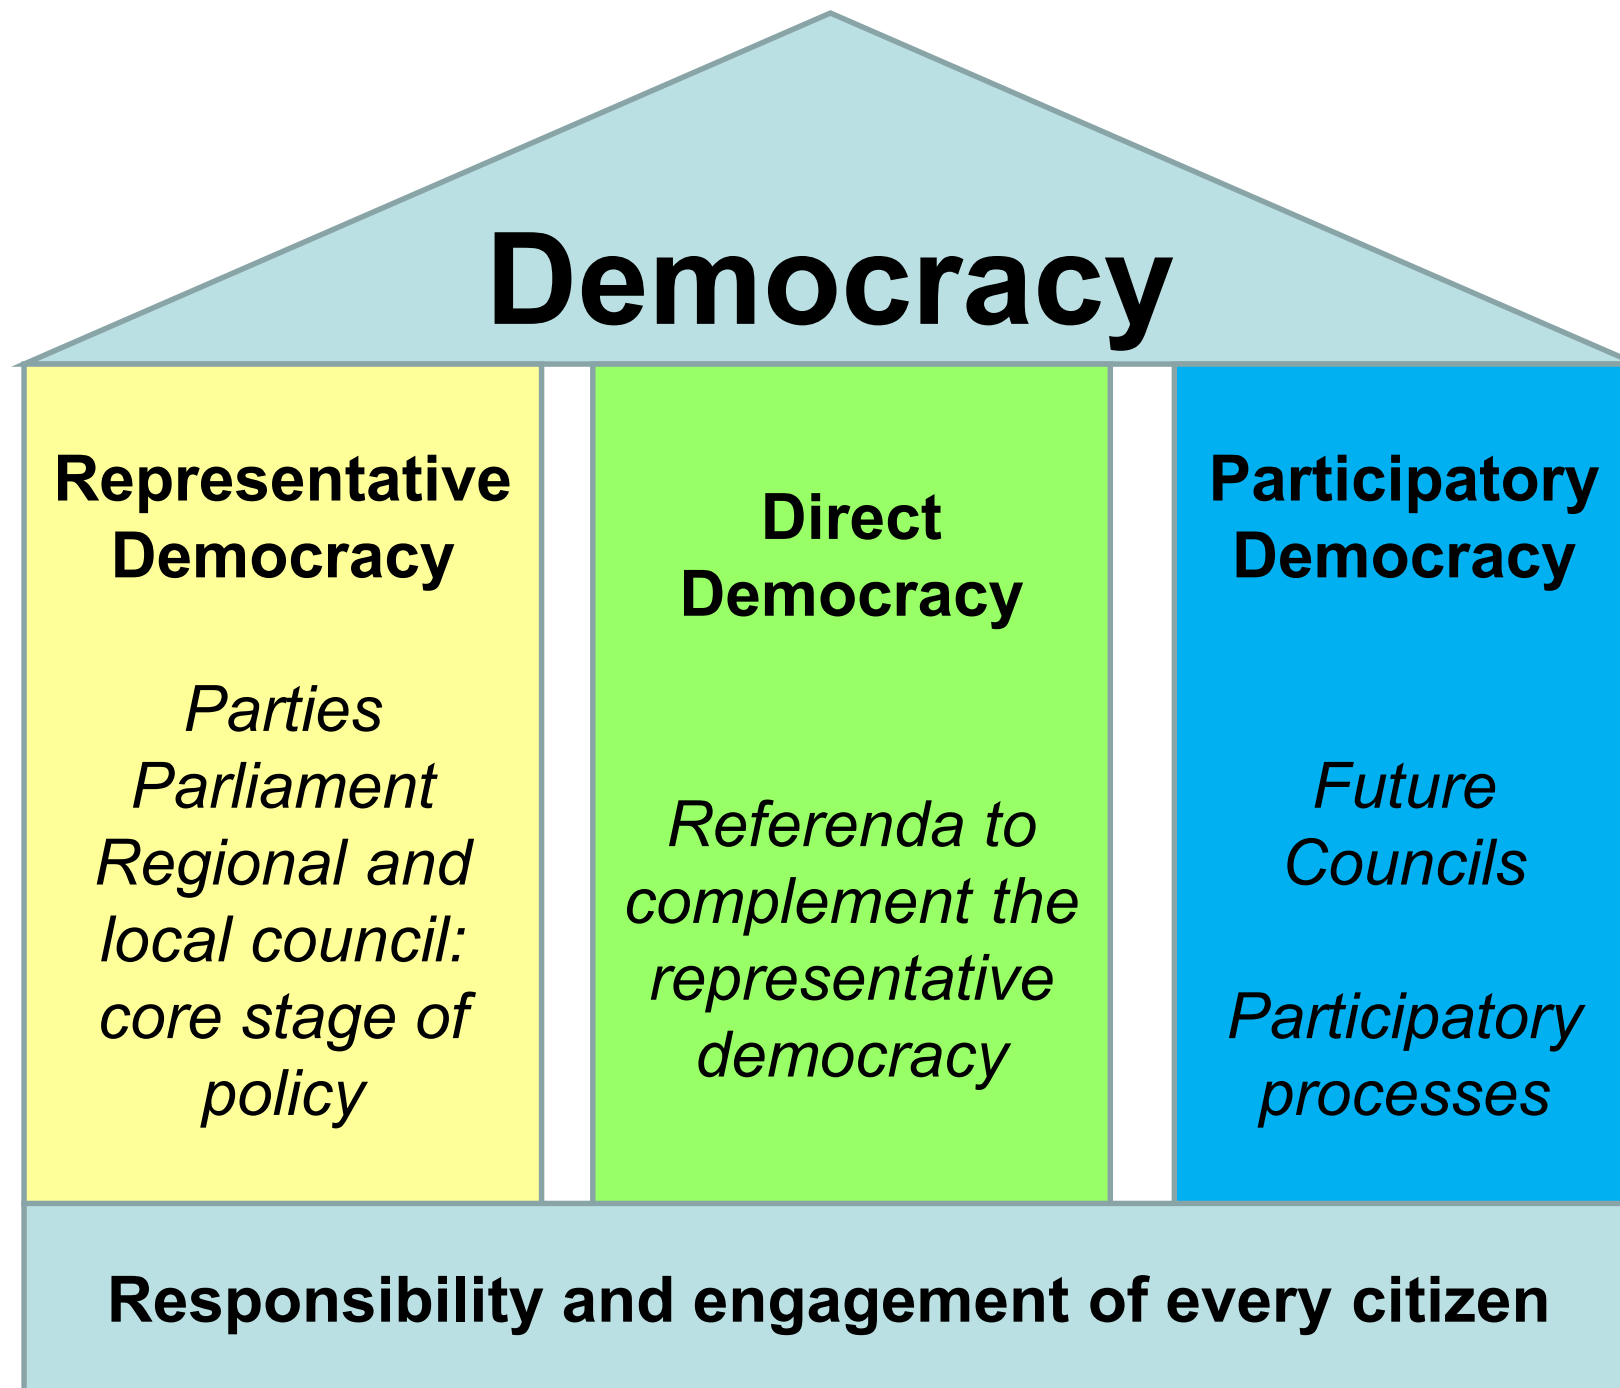 Democracy
Representative
Democracy
Parties
Parliament
Regional and
local council:
core stage of
policy
Direct
Democracy
Referenda to
complement the
representative
democracy
Participatory
Democracy
Future
Councils
Participatory
processes
Responsibility and engagement of every citizen